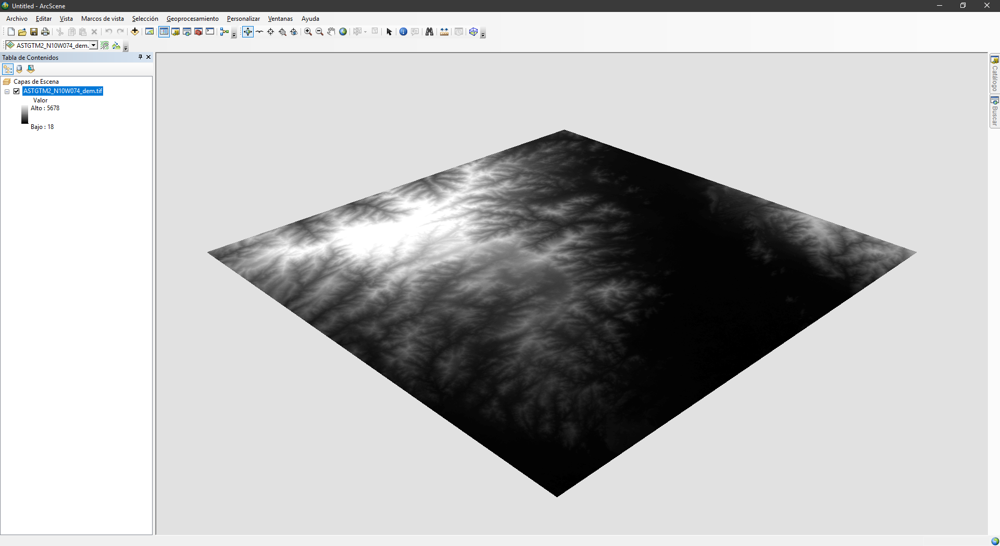 Untitled - ArcScene
Archivo Editar Vista Marcos de vista Selección Geoprocesamiento Personalizar Ventanas Ayuda
ASTGTM2_N10W074_dem.
Tabla de Contenidos
Capas de Escena
ASTGTM2_N10W074_dem.tif
Valor
Alto : 5678
Bajo : 18
Catálogo
Buscar